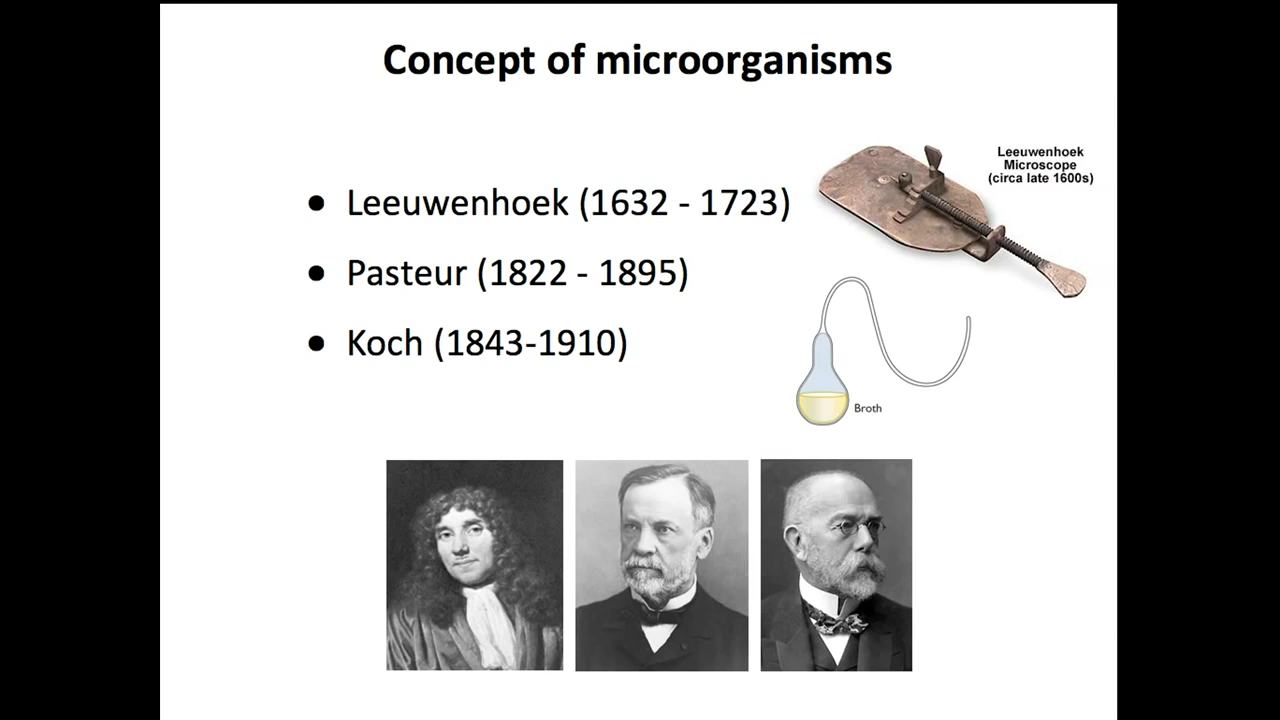 Concept of microorganisms
• Leeuwenhoek (1632 - 1723)
• Pasteur (1822 - 1895)
• Koch (1843-1910)
Leeuwenhoek
Microscope
(circa late 1600s)
Broth